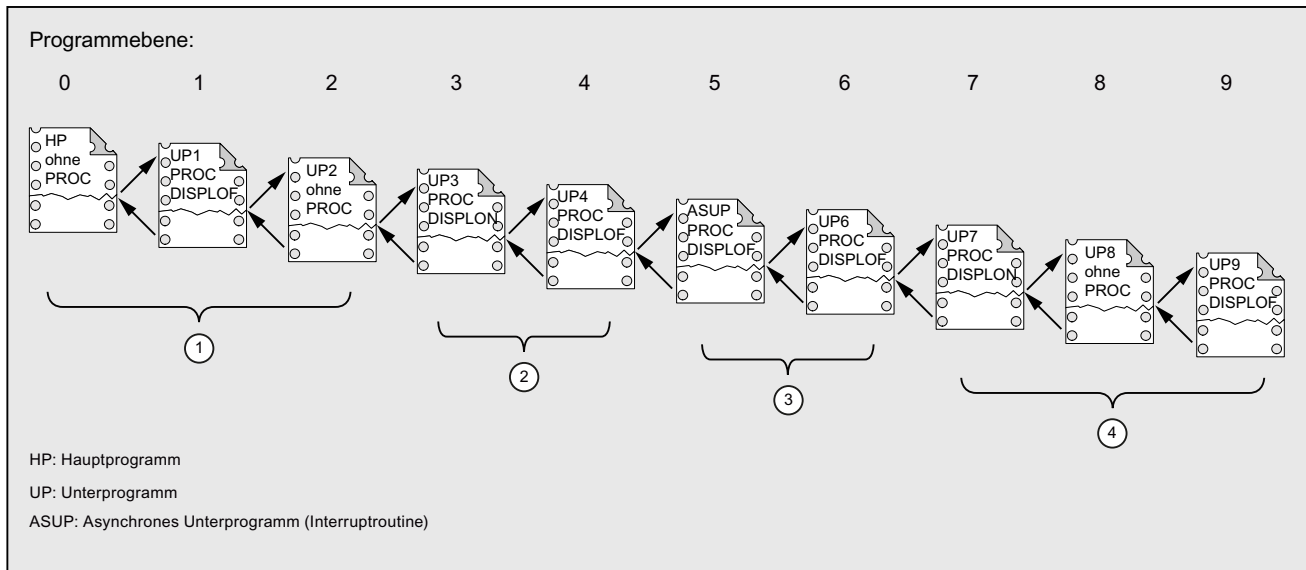 Programmebene:
0 1 2 3 4 5 6 7 8 9
HP
ohne
PROC
UP1
PROC
DISPLOF
UP2
ohne
PROC
UP3
PROC
DISPLON
UP4
PROC
DISPLOF
ASUP
PROC
DISPLOF
UP6
PROC
DISPLOF
UP7
PROC
DISPLON
UP8
ohne
PROC
UP9
PROC
DISPLOF
1
2
3
4
HP: Hauptprogramm
UP: Unterprogramm
ASUP: Asynchrones Unterprogramm (Interruptroutine)